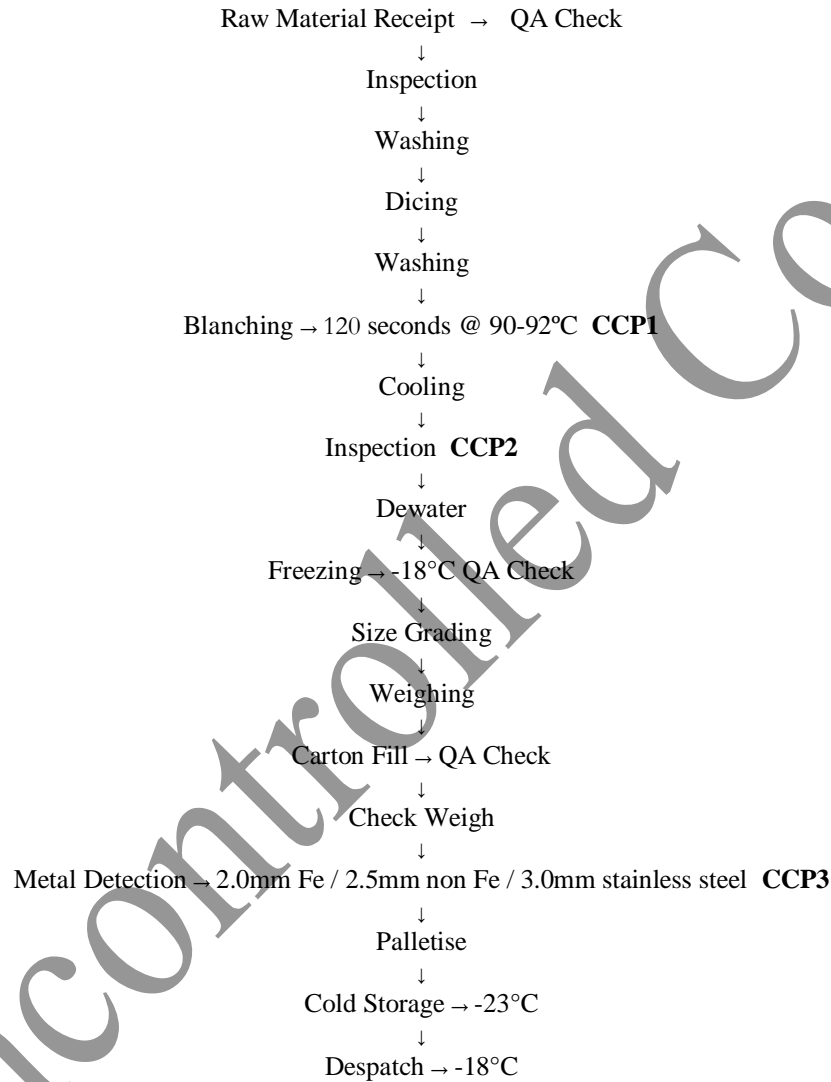 Raw Material Receipt → QA Check
↓
Inspection
↓
Washing
↓
Dicing
↓
Washing
↓
Blanching → 120 seconds @ 90-92ºC CCP1
↓
Cooling
↓
Inspection CCP2
↓
Dewater
↓
Freezing → -18°C QA Check
↓
Size Grading
↓
Weighing
↓
Carton Fill → QA Check
↓
Check Weigh
↓
Metal Detection → 2.0mm Fe / 2.5mm non Fe / 3.0mm stainless steel CCP3
↓
Palletise
↓
Cold Storage → -23°C
↓
Despatch → -18°C